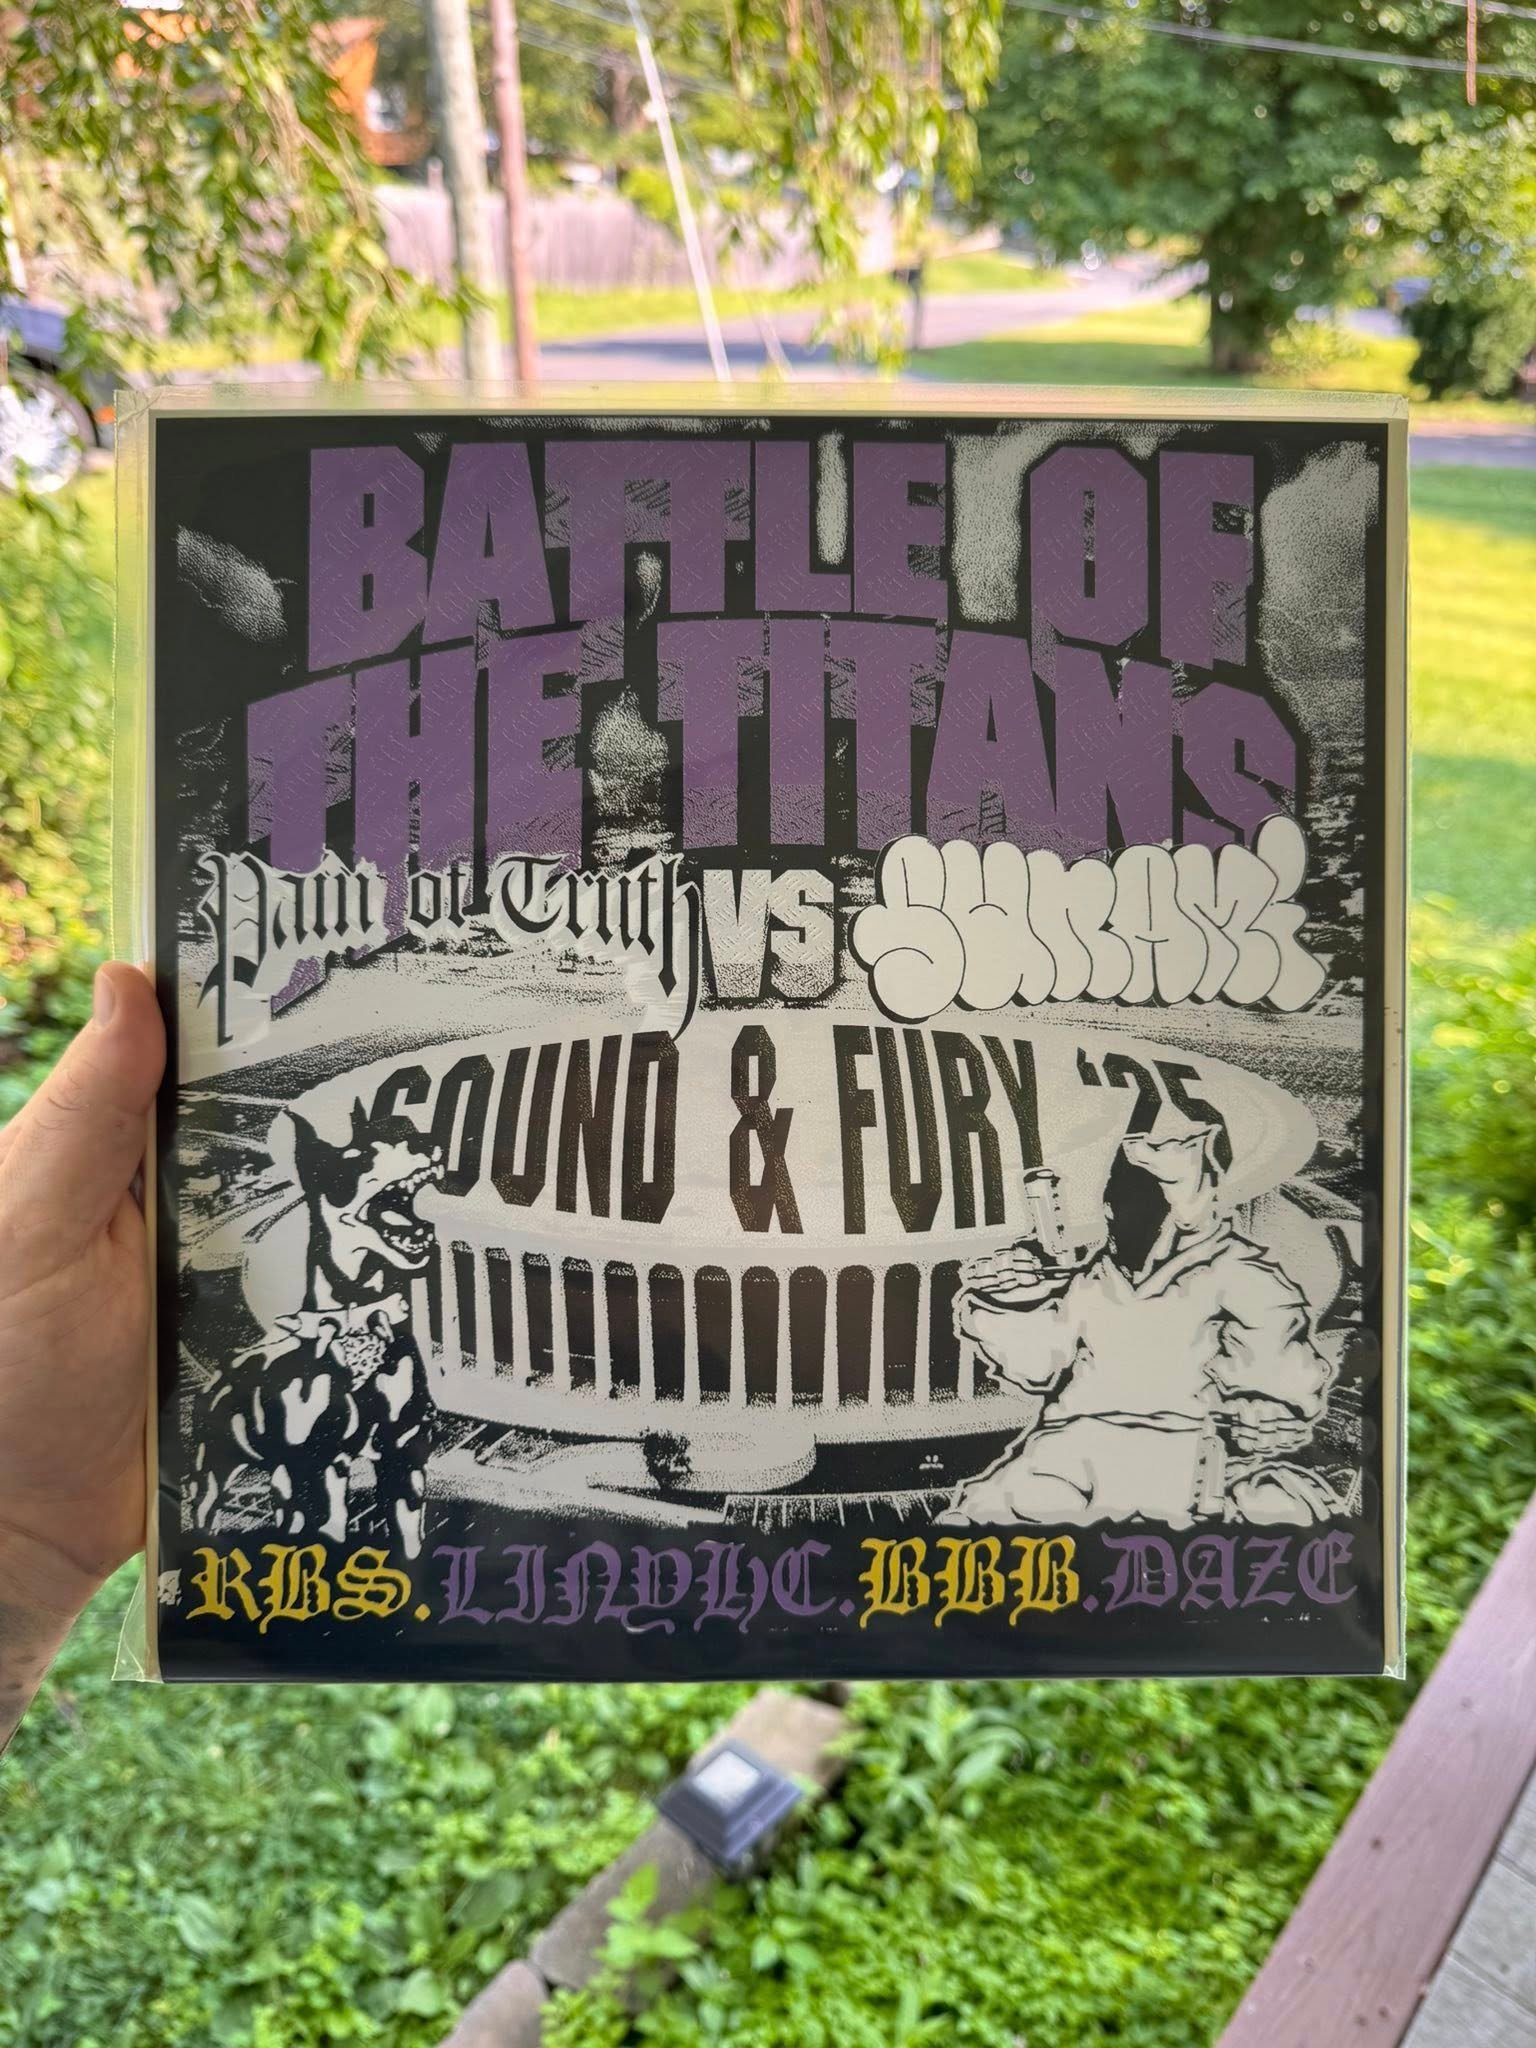 BATTLE OF
THE TITANS
Pain of Truth VS SUNAMI
SOUND & FURY '25
RBS.LINYHC.BBB.DAZE